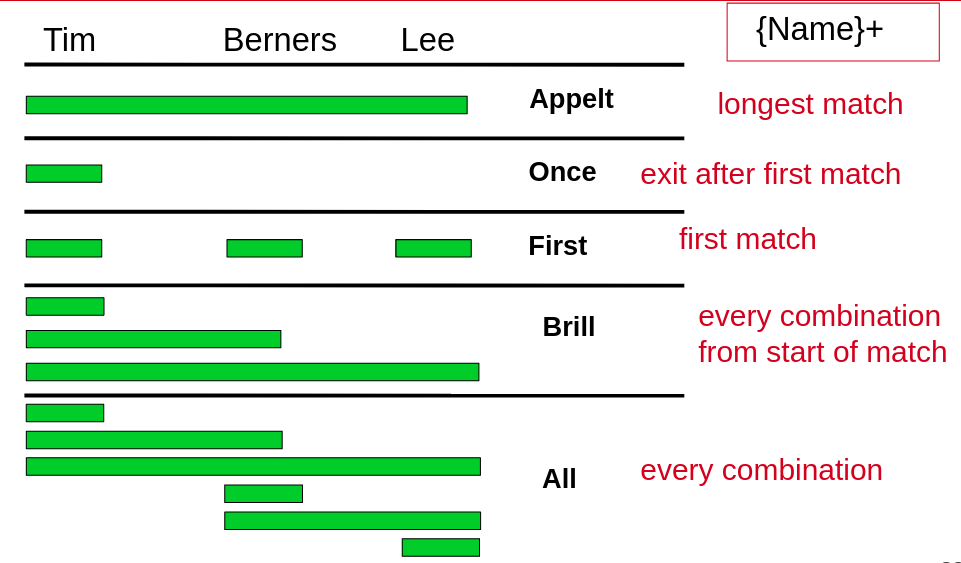 Tim Berners Lee
{Name}+
Appelt longest match
Once exit after first match
First first match
Brill every combination
from start of match
All every combination